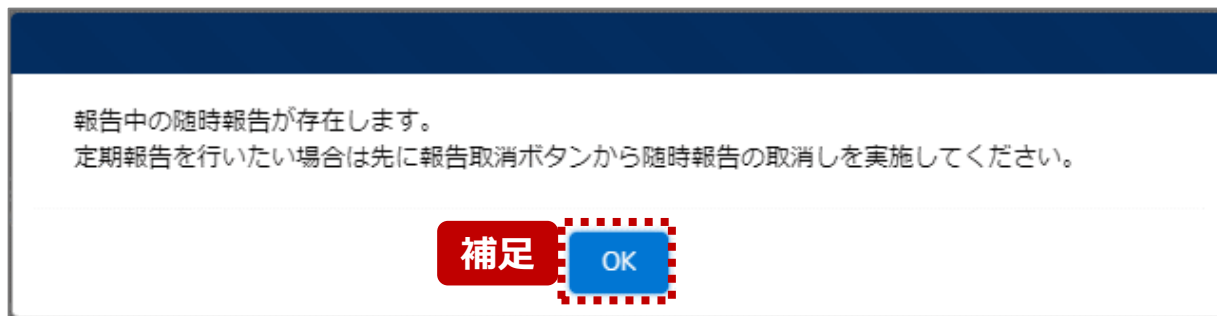 報告中の随時報告が存在します。
定期報告を行いたい場合は先に報告取消ボタンから随時報告の取消しを実施してください。
補足
OK